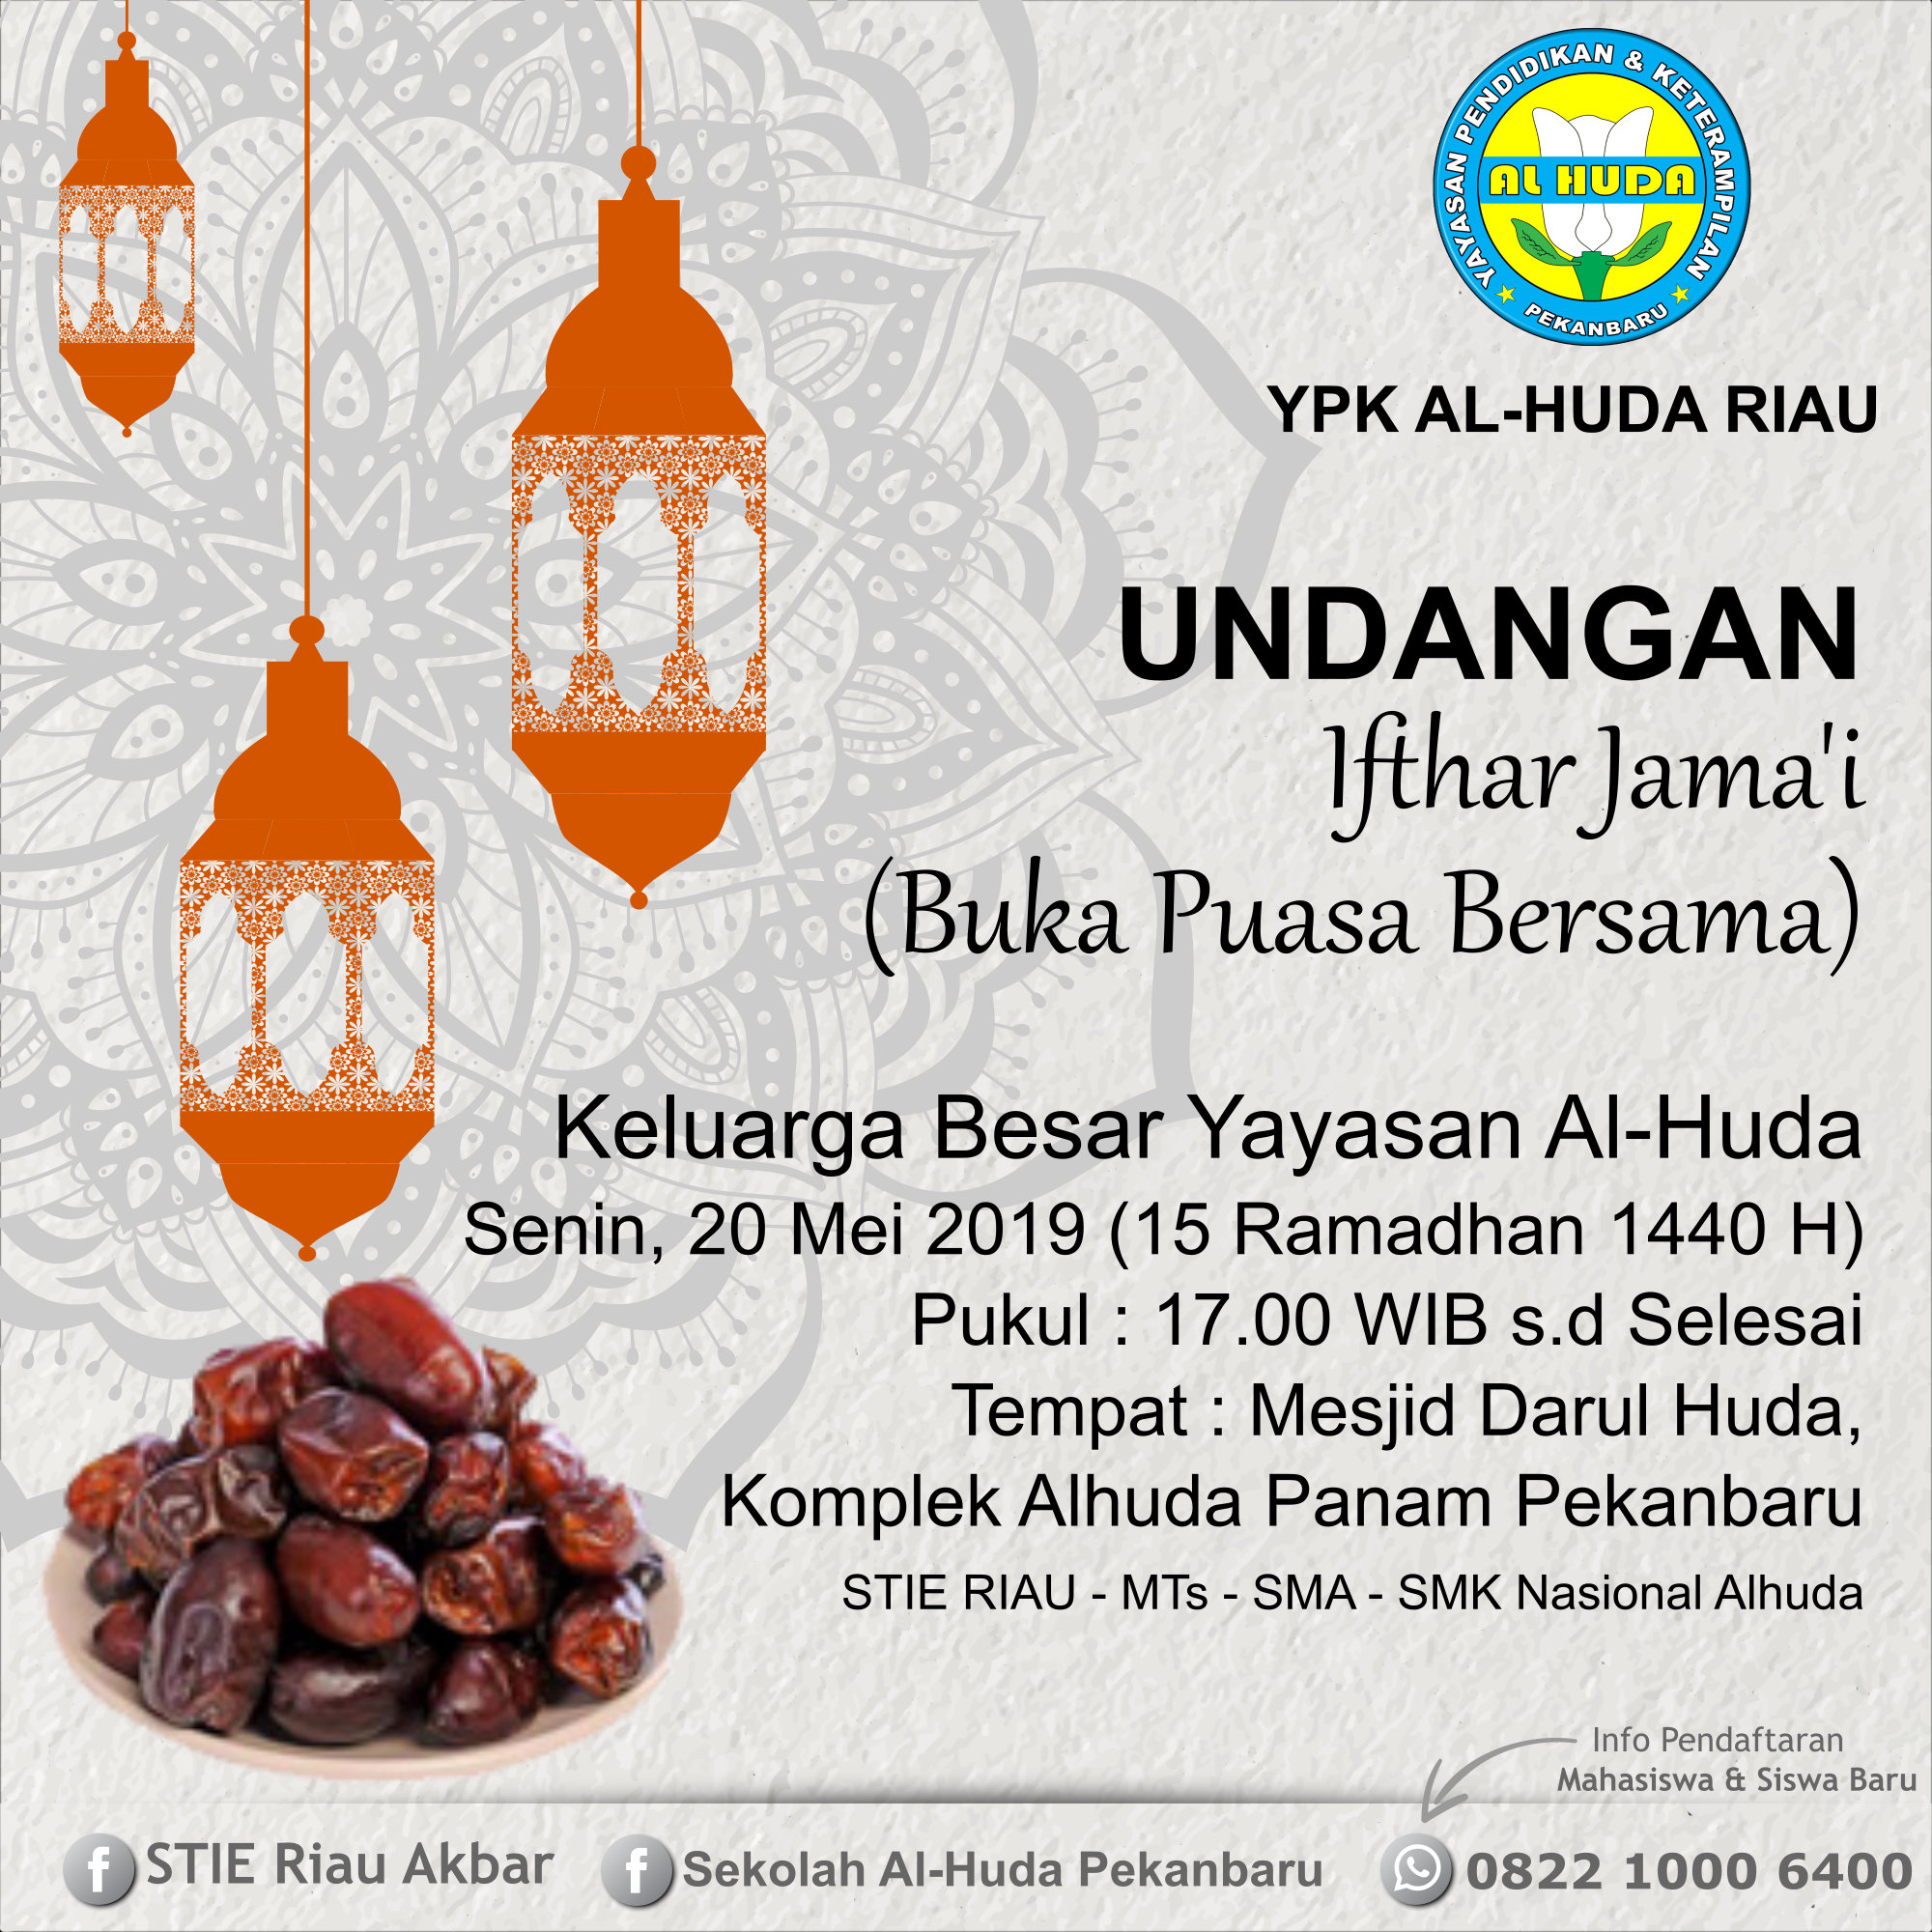 YAYASAN PENDIDIKAN & KETERAMPILAN
AL HUDA
PEKANBARU
YPK AL-HUDA RIAU
UNDANGAN
Ifthar Jama'i
(Buka Puasa Bersama)
Keluarga Besar Yayasan Al-Huda
Senin, 20 Mei 2019 (15 Ramadhan 1440 H)
Pukul : 17.00 WIB s.d Selesai
Tempat : Mesjid Darul Huda,
Komplek Alhuda Panam Pekanbaru
STIE RIAU - MTs - SMA - SMK Nasional Alhuda
Info Pendaftaran
Mahasiswa & Siswa Baru
STIE Riau Akbar
Sekolah Al-Huda Pekanbaru
0822 1000 6400